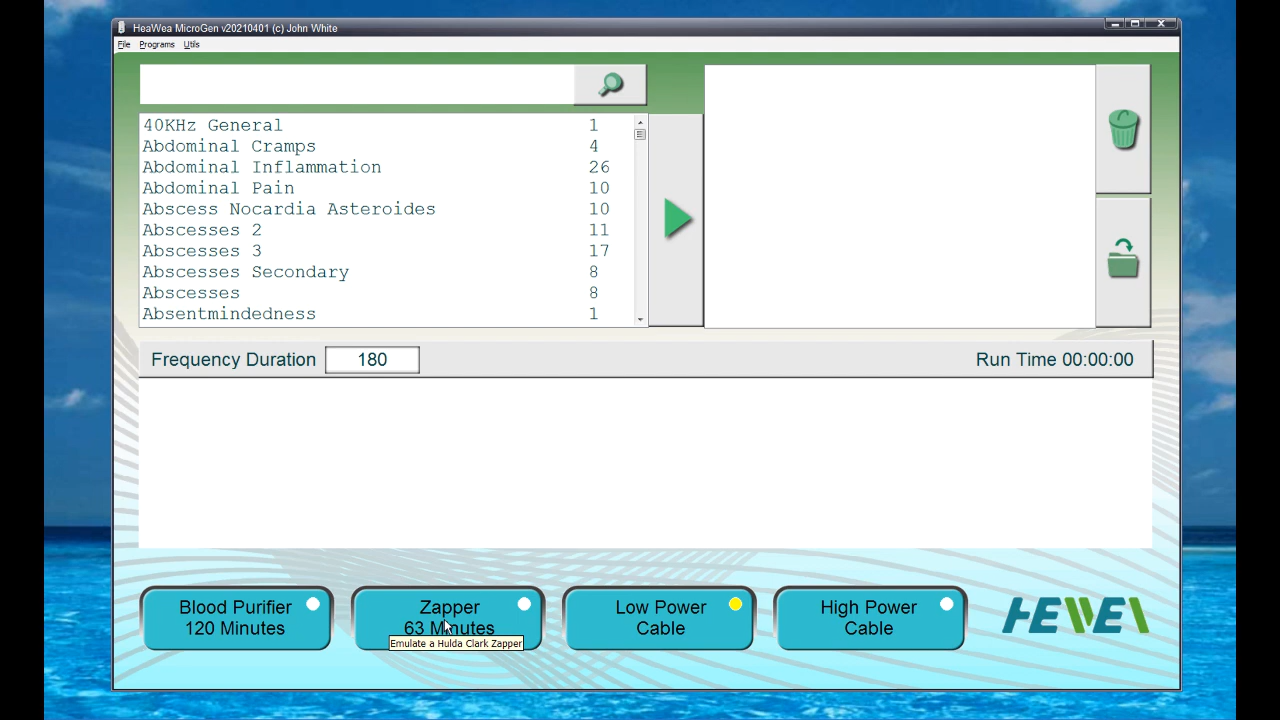 HeaWea MicroGen v20210401 (c) John White
File Programs Utils
40KHz General 1
Abdominal Cramps 4
Abdominal Inflammation 26
Abdominal Pain 10
Abscess Nocardia Asteroides 10
Abscesses 2 11
Abscesses 3 17
Abscesses Secondary 8
Abscesses 8
Absentmindedness 1
Frequency Duration 180 Run Time 00:00:00
Blood Purifier
120 Minutes
Zapper
63 Minutes
Emulate a Hulda Clark Zapper
Low Power
Cable
High Power
Cable
HEWEA